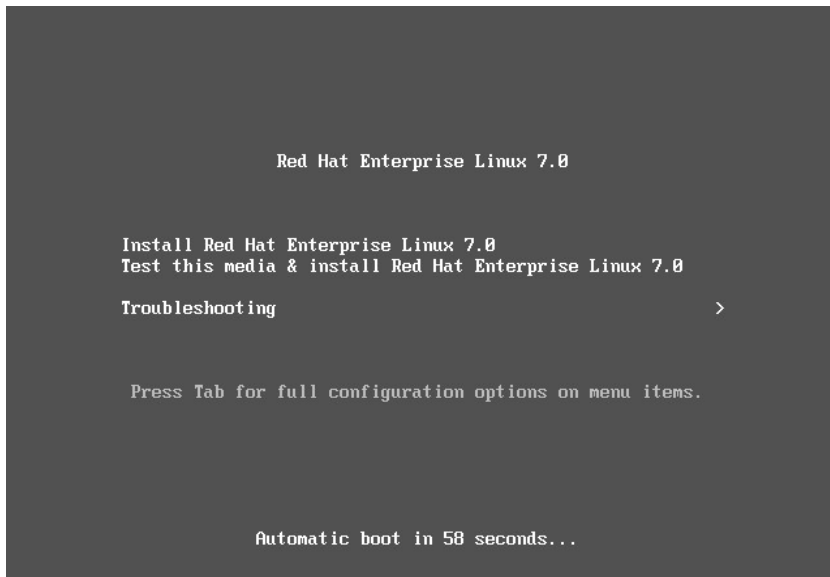 Red Hat Enterprise Linux 7.0
Install Red Hat Enterprise Linux 7.0
Test this media & install Red Hat Enterprise Linux 7.0
Troubleshooting >
Press Tab for full configuration options on menu items.
Automatic boot in 58 seconds...